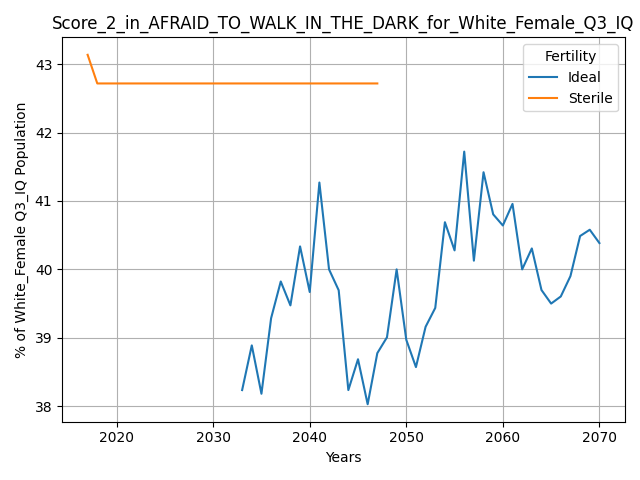 Score_2_in_AFRAID_TO_WALK_IN_THE_DARK_for_White_Female_Q3_IQ
Fertility
Ideal
Sterile
% of White_Female Q3_IQ Population
43
42
41
40
39
38
2020
2030
2040
2050
2060
2070
Years